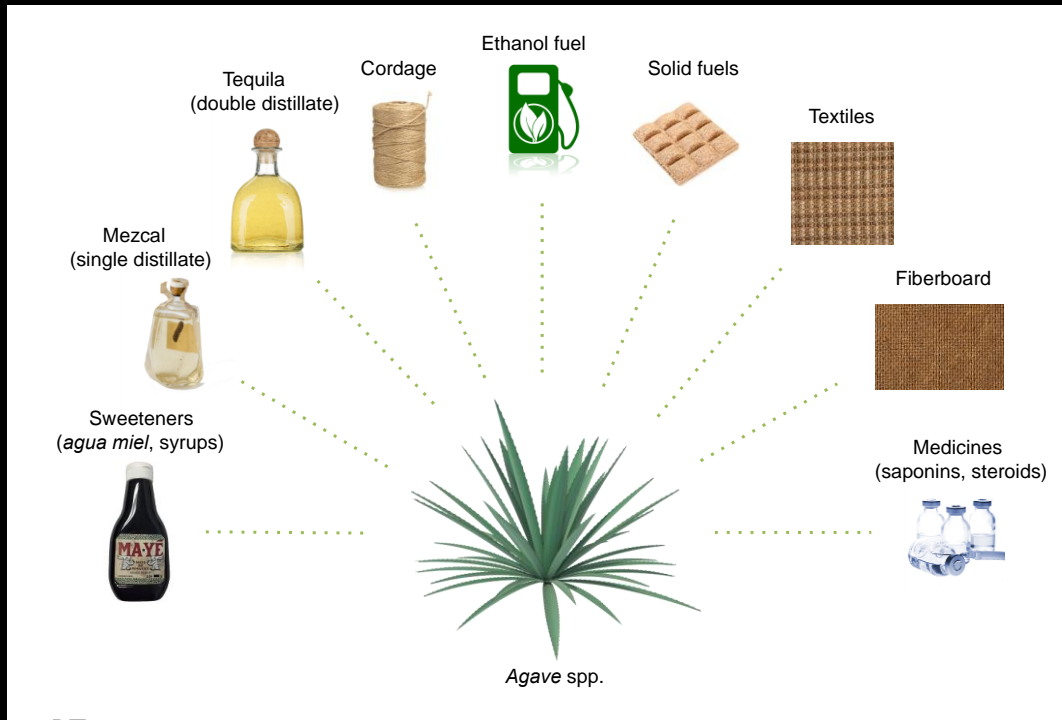 Ethanol fuel
Cordage
Solid fuels
Tequila
(double distillate)
Textiles
Mezcal
(single distillate)
Fiberboard
Sweeteners
(agua miel, syrups)
Medicines
(saponins, steroids)
MA·YÉ
Agave spp.